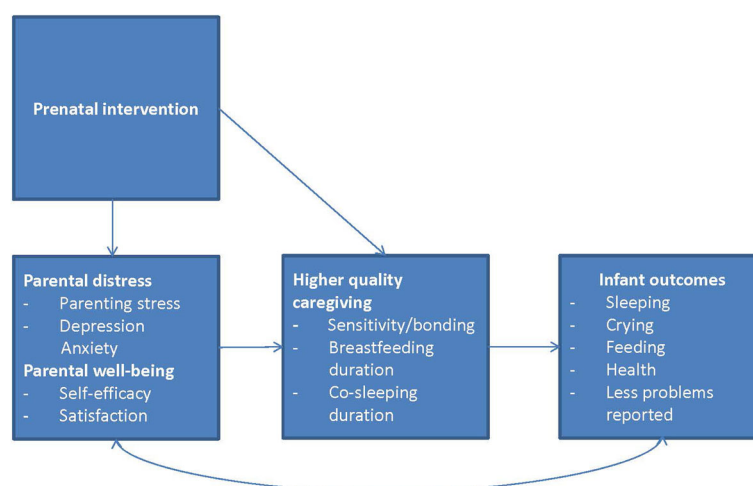 Prenatal intervention
Parental distress
- Parenting stress
- Depression
Anxiety
Parental well-being
- Self-efficacy
- Satisfaction
Higher quality
caregiving
- Sensitivity/bonding
- Breastfeeding
duration
- Co-sleeping
duration
Infant outcomes
- Sleeping
- Crying
- Feeding
- Health
- Less problems
reported